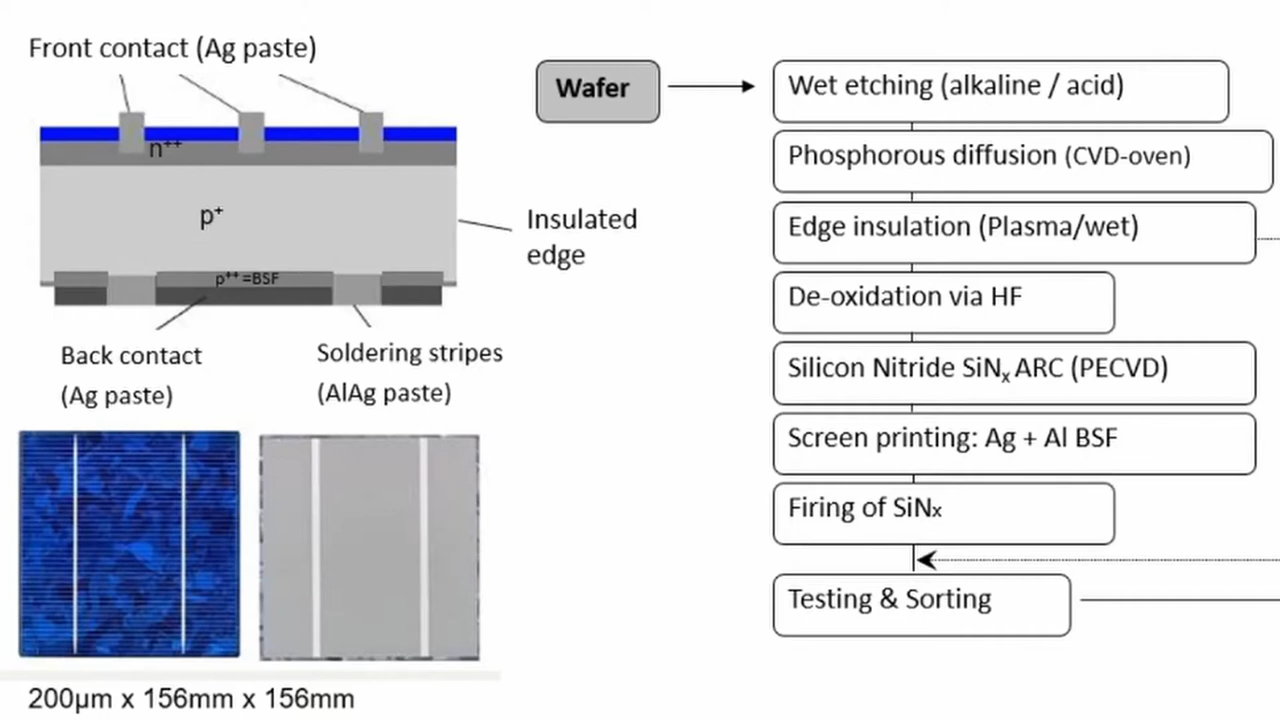 Front contact (Ag paste)
n++
p+
p++ =BSF
Insulated
edge
Back contact
(Ag paste)
Soldering stripes
(AlAg paste)
200µm x 156mm x 156mm
Wafer
Wet etching (alkaline / acid)
Phosphorous diffusion (CVD-oven)
Edge insulation (Plasma/wet)
De-oxidation via HF
Silicon Nitride SiNx ARC (PECVD)
Screen printing: Ag + Al BSF
Firing of SiNx
Testing & Sorting